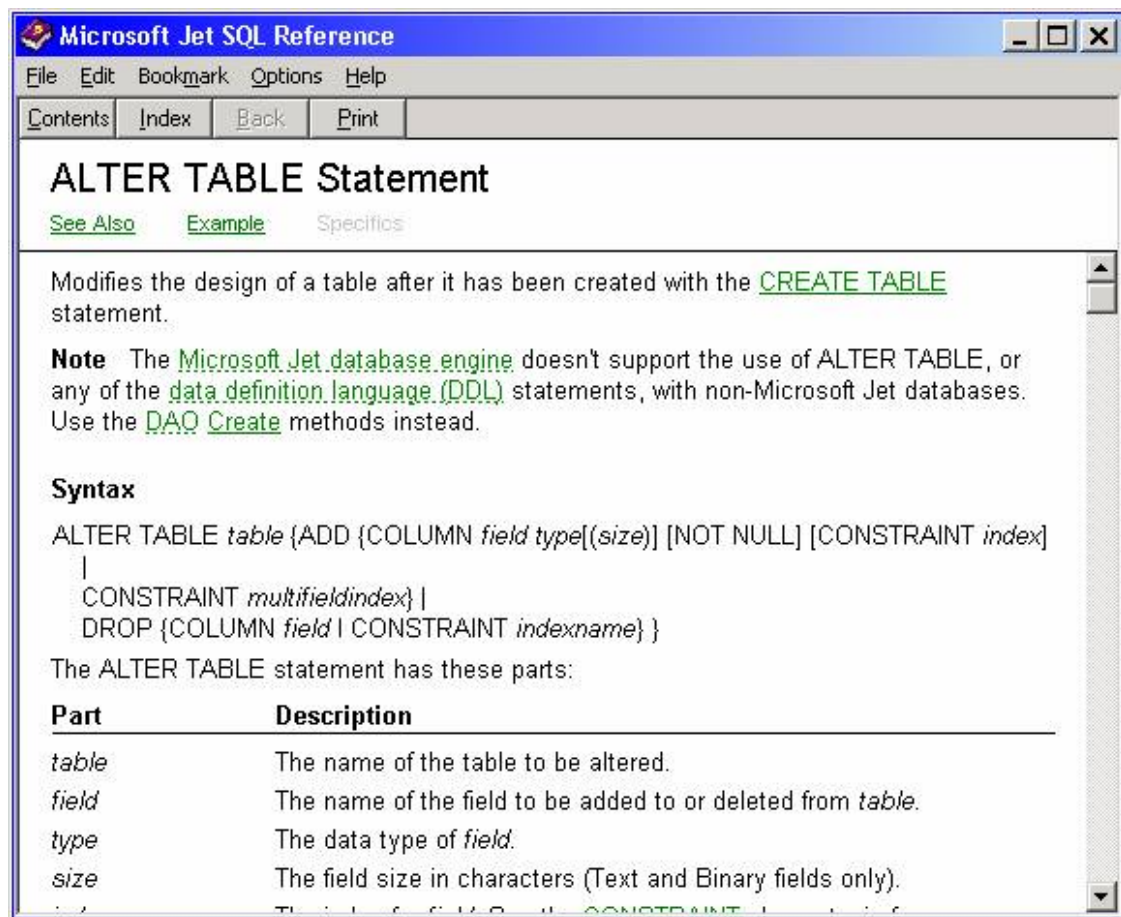 Microsoft Jet SQL Reference
File Edit Bookmark Options Help
Contents Index Back Print
ALTER TABLE Statement
See Also Example Specifics
Modifies the design of a table after it has been created with the CREATE TABLE
statement.
Note The Microsoft Jet database engine doesn't support the use of ALTER TABLE, or
any of the data definition language (DDL) statements, with non-Microsoft Jet databases.
Use the DAO Create methods instead.
Syntax
ALTER TABLE table {ADD {COLUMN field type[(size)] [NOT NULL] [CONSTRAINT index]
|
CONSTRAINT multifieldindex} |
DROP {COLUMN field I CONSTRAINT indexname} }
The ALTER TABLE statement has these parts:
Part Description
table The name of the table to be altered.
field The name of the field to be added to or deleted from table.
type The data type of field.
size The field size in characters (Text and Binary fields only).